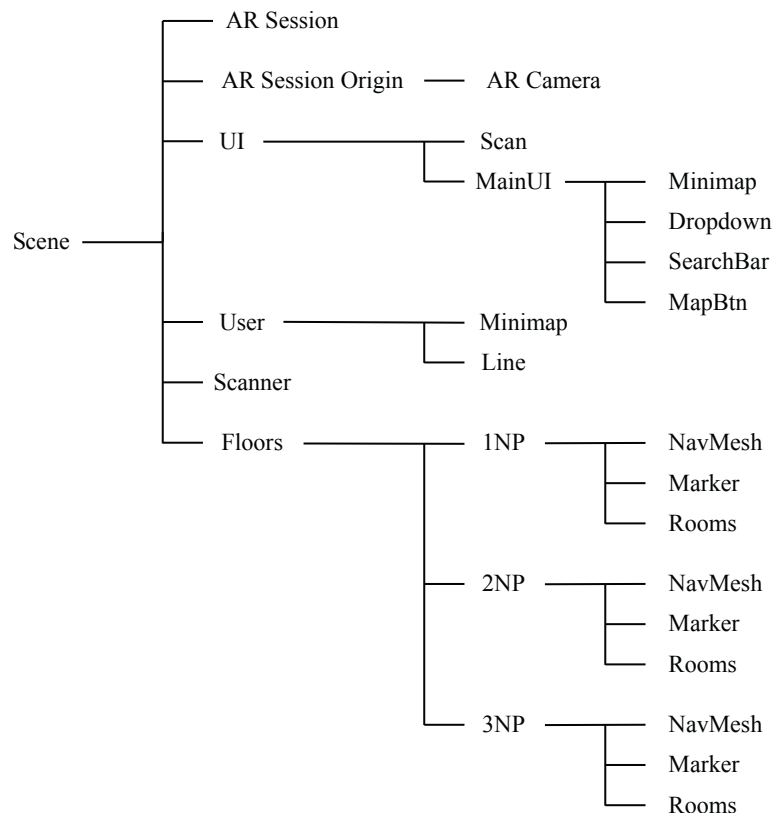 AR Session
AR Session Origin
AR Camera
UI
Scan
MainUI
Minimap
Dropdown
Scene
SearchBar
MapBtn
User
Minimap
Line
Scanner
Floors
1NP
NavMesh
Marker
Rooms
2NP
NavMesh
Marker
Rooms
3NP
NavMesh
Marker
Rooms